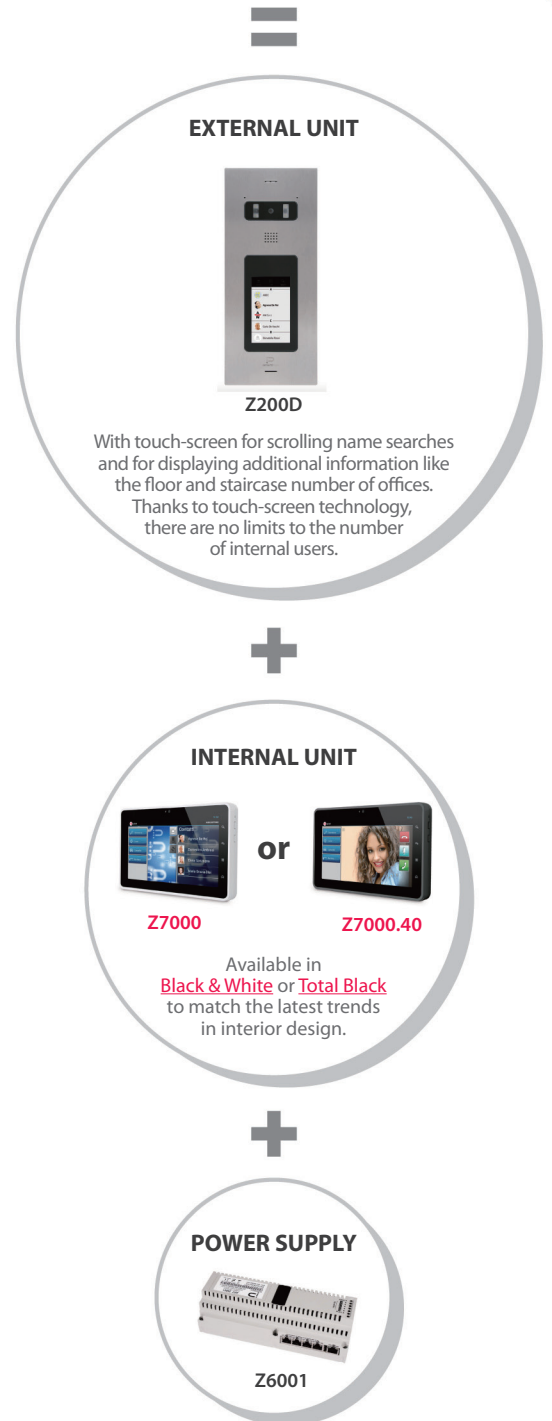 =
EXTERNAL UNIT
Z200D
With touch-screen for scrolling name searches
and for displaying additional information like
the floor and staircase number of offices.
Thanks to touch-screen technology,
there are no limits to the number
of internal users.
+
INTERNAL UNIT
or
Z7000
Z7000.40
Available in
Black & White or Total Black
to match the latest trends
in interior design.
+
POWER SUPPLY
Z6001